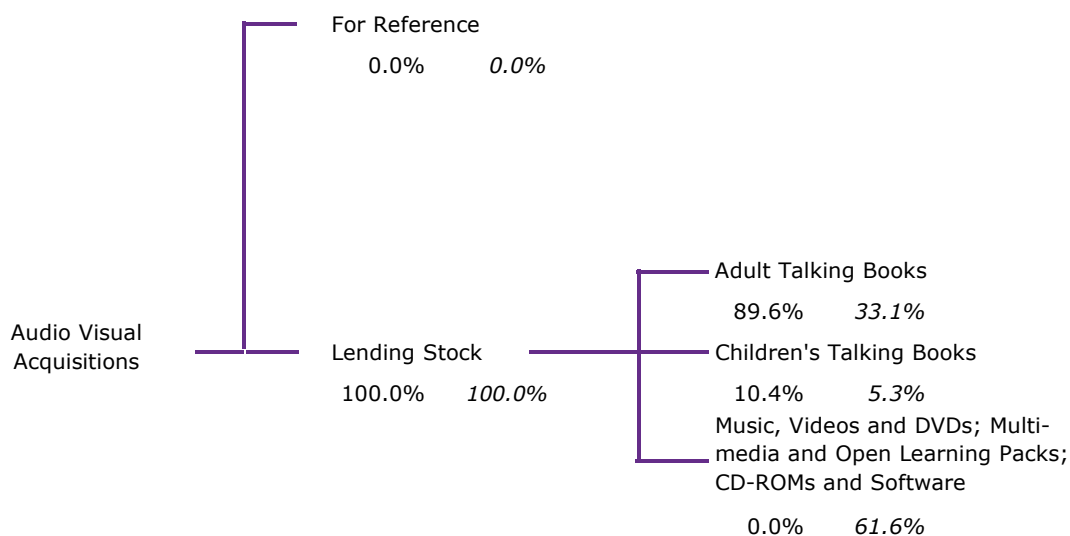 For Reference
0.0% 0.0%
Adult Talking Books
89.6% 33.1%
Audio Visual
Acquisitions
Lending Stock
100.0% 100.0%
Children's Talking Books
10.4% 5.3%
Music, Videos and DVDs; Multi-
media and Open Learning Packs;
CD-ROMs and Software
0.0% 61.6%